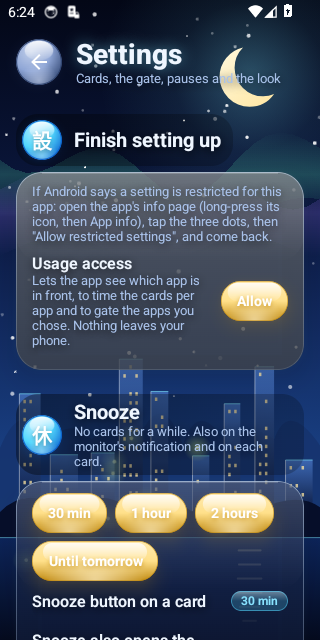 6:24
Settings
Cards, the gate, pauses and the look
設
Finish setting up
If Android says a setting is restricted for this
app: open the app's info page (long-press its
icon, then App info), tap the three dots, then
"Allow restricted settings", and come back.
Usage access
Lets the app see which app is
in front, to time the cards per
app and to gate the apps you
chose. Nothing leaves your
phone.
Allow
休
Snooze
No cards for a while. Also on the
monitor's notification and on each
card.
30 min
1 hour
2 hours
Until tomorrow
Snooze button on a card
30 min
Snooze also opens the